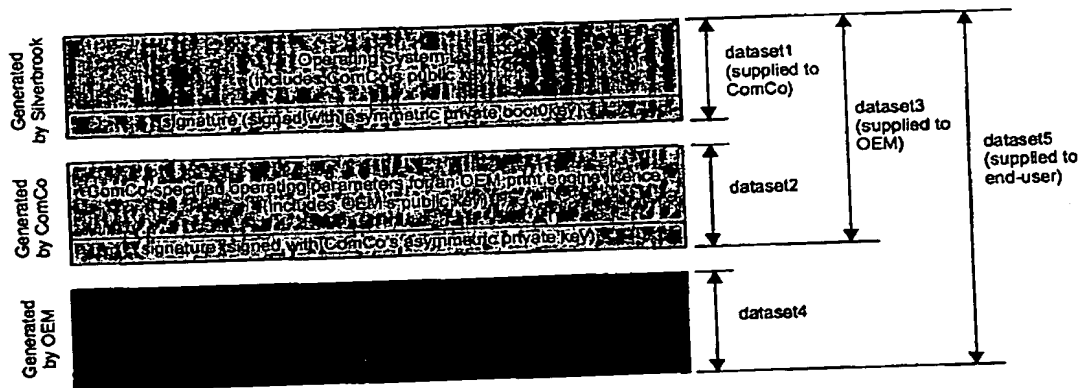 Generated
by Silverbrook
Operating System
(includes ComCo's public key)
signature (signed with asymmetric private boot0key)
dataset1
(supplied to
ComCo)
dataset3
(supplied to
OEM)
dataset5
(supplied to
end-user)
Generated
by ComCo
ComCo-specified operating parameters for an OEM print engine licence
(includes OEM's public key)
signature (signed with ComCo's asymmetric private key)
dataset2
Generated
by OEM
dataset4